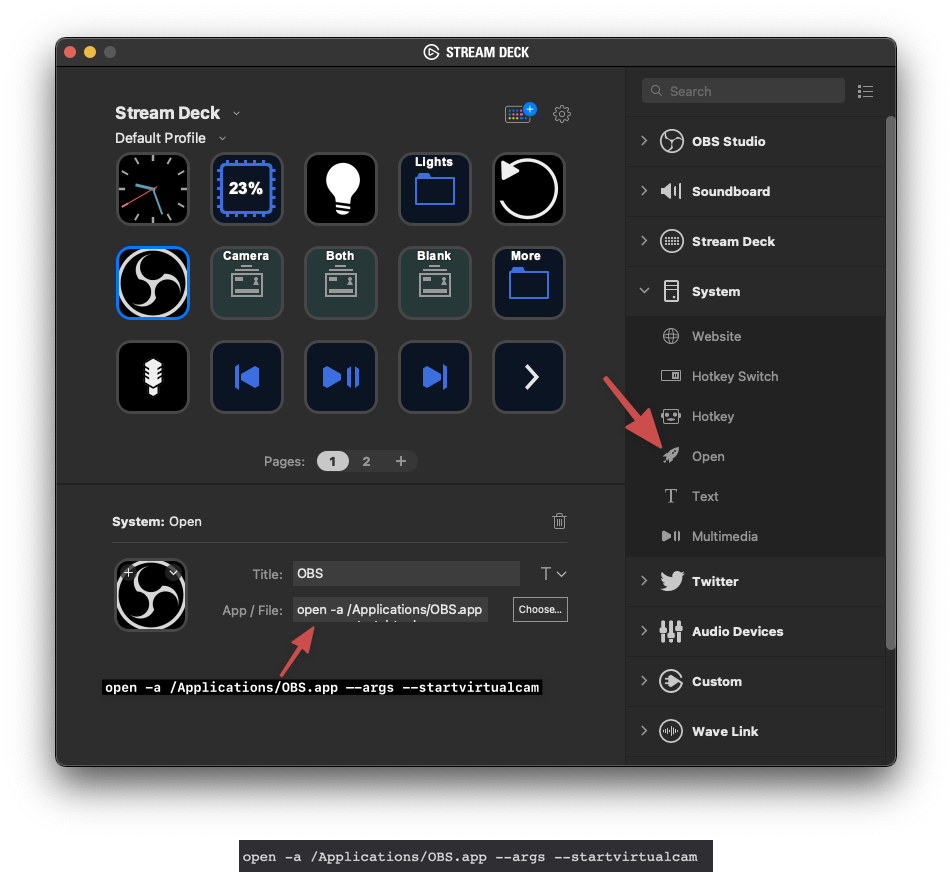 STREAM DECK
Stream Deck
Default Profile
Search
23%
Lights
Camera
Both
Blank
More
Pages: 1 2 +
System: Open
Title: OBS
App / File: open -a /Applications/OBS.app
Choose...
open -a /Applications/OBS.app --args --startvirtualcam
OBS Studio
Soundboard
Stream Deck
System
Website
Hotkey Switch
Hotkey
Open
Text
Multimedia
Twitter
Audio Devices
Custom
Wave Link
open -a /Applications/OBS.app --args --startvirtualcam